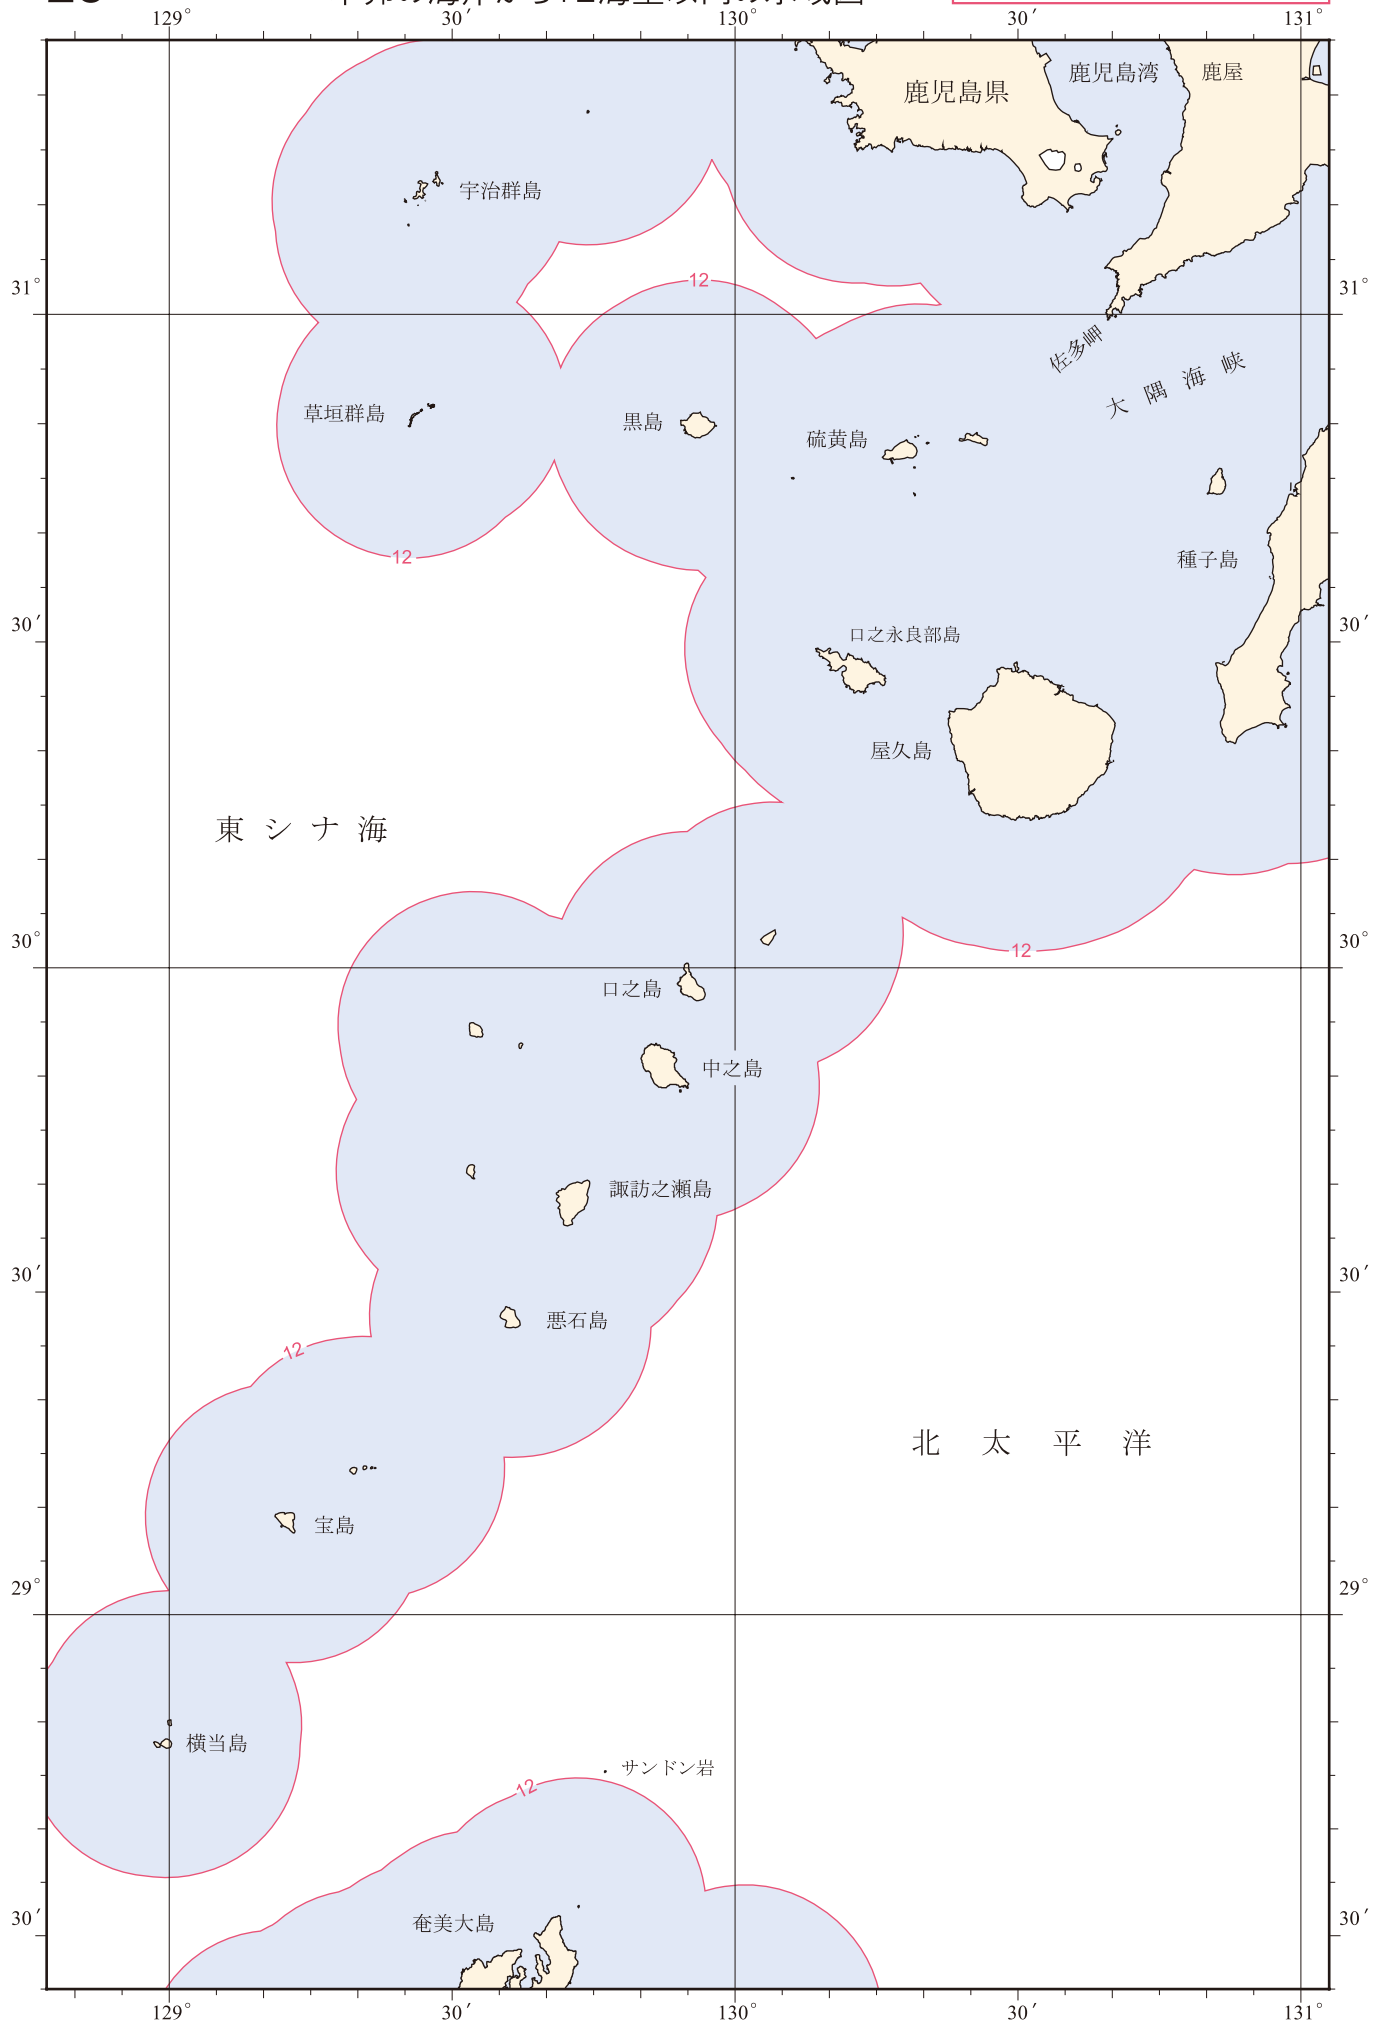 129°
30′
130°
30′
131°
鹿児島県
鹿児島湾
鹿屋
宇治群島
31°
12
31°
佐多岬
大隅海峡
草垣群島
黒島
硫黄島
12
種子島
30′
口之永良部島
30′
屋久島
東シナ海
30°
12
30°
口之島
中之島
諏訪之瀬島
30′
30′
悪石島
12
北太平洋
宝島
29°
29°
横当島
サンドン岩
12
30′
奄美大島
30′
129°
30′
130°
30′
131°